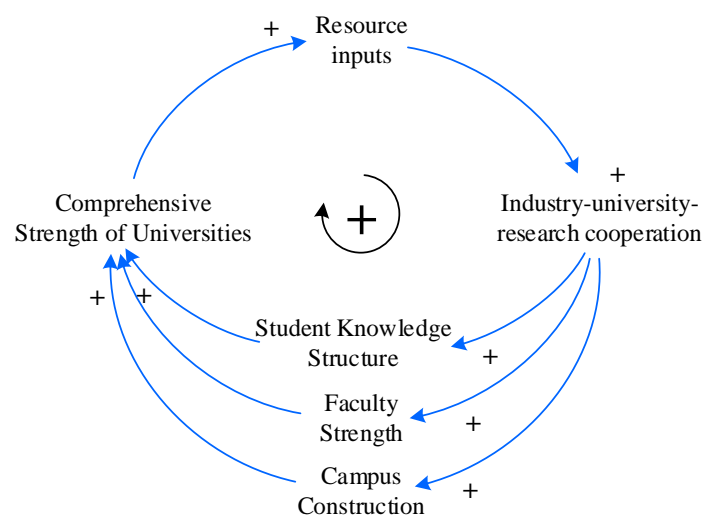 +
Resource
inputs
+
Comprehensive
Strength of Universities
+
Industry-university-
research cooperation
+
+
Student Knowledge
Structure
+
Faculty
Strength
+
Campus
Construction
+